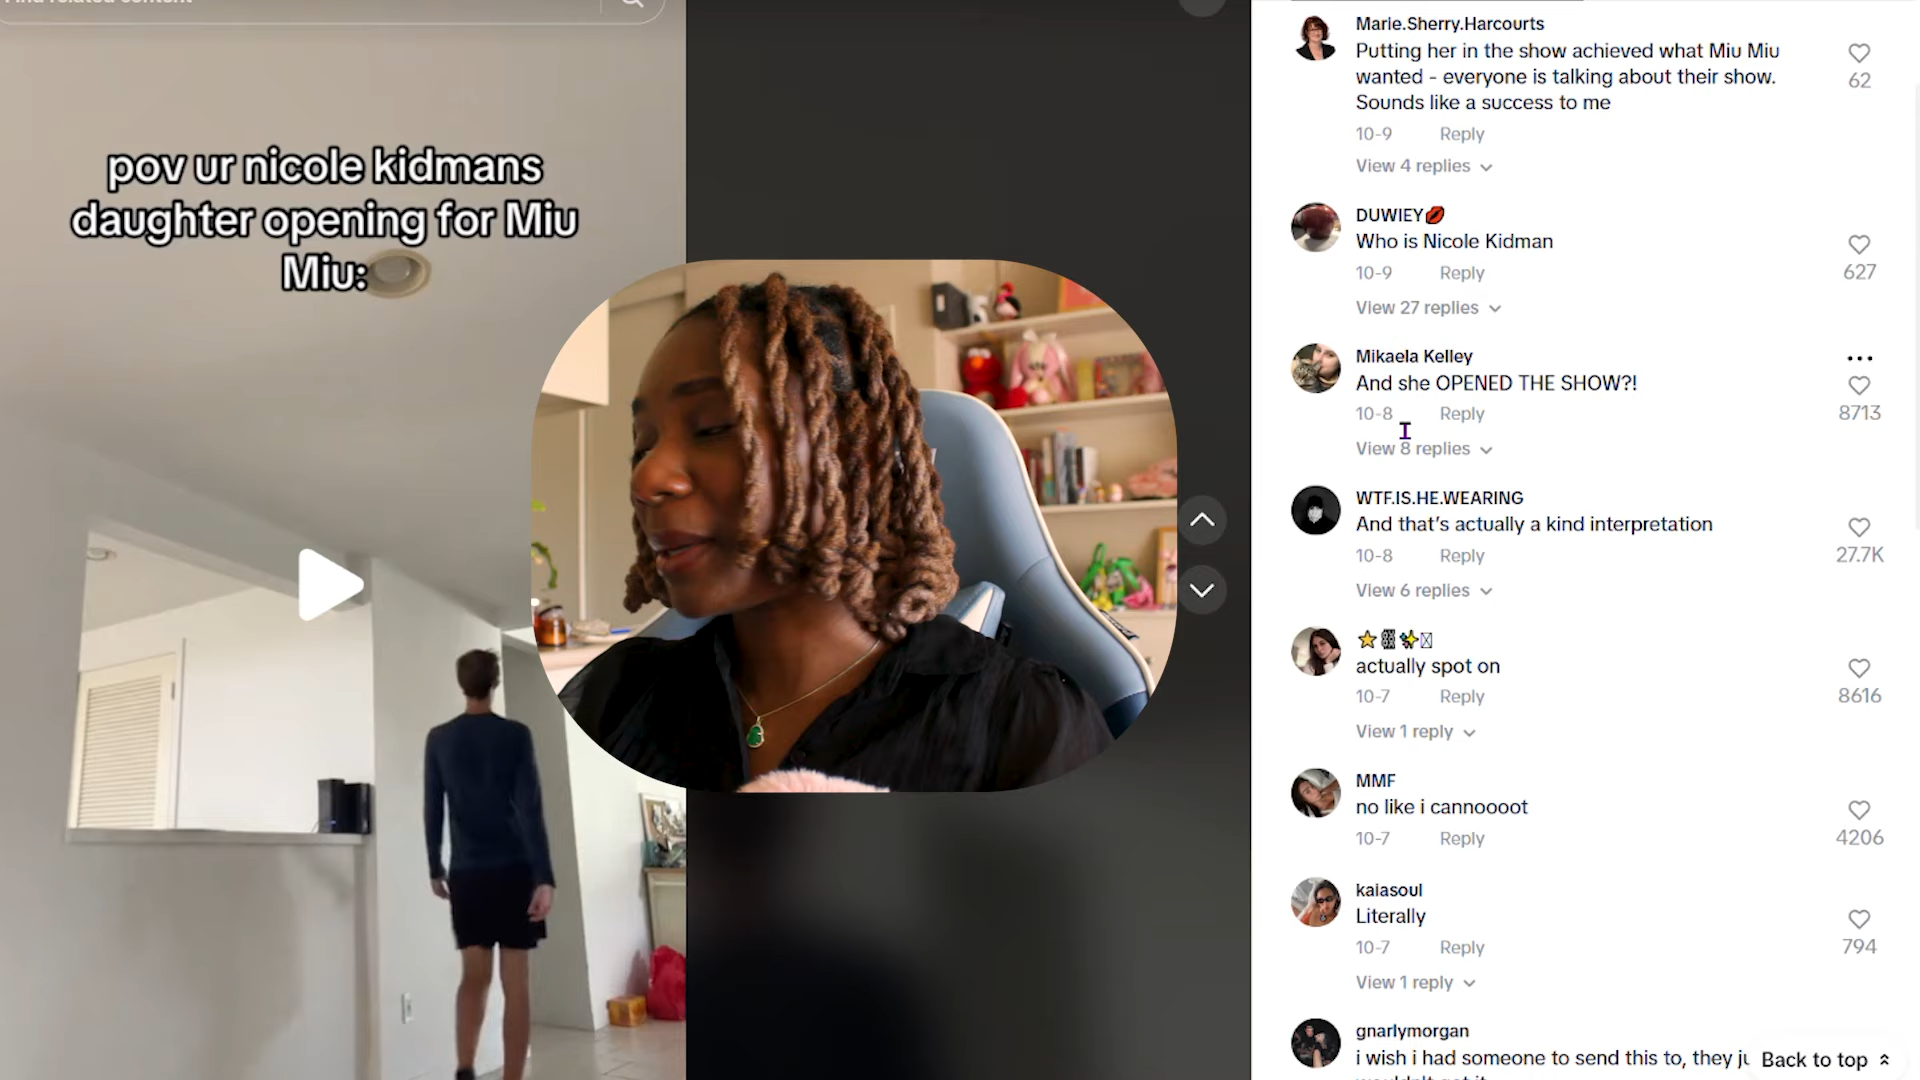 Find related content
pov ur nicole kidmans
daughter opening for Miu
Miu:
Marie.Sherry.Harcourts
Putting her in the show achieved what Miu Miu
wanted - everyone is talking about their show.
Sounds like a success to me
62
10-9 Reply
View 4 replies
DUWIEY💋
Who is Nicole Kidman
627
10-9 Reply
View 27 replies
Mikaela Kelley
And she OPENED THE SHOW?!
8713
10-8 Reply
View 8 replies
WTF.IS.HE.WEARING
And that's actually a kind interpretation
27.7K
10-8 Reply
View 6 replies
actually spot on
8616
10-7 Reply
View 1 reply
MMF
no like i cannoooot
4206
10-7 Reply
kaiasoul
Literally
794
10-7 Reply
View 1 reply
gnarlymorgan
i wish i had someone to send this to, they
Back to top